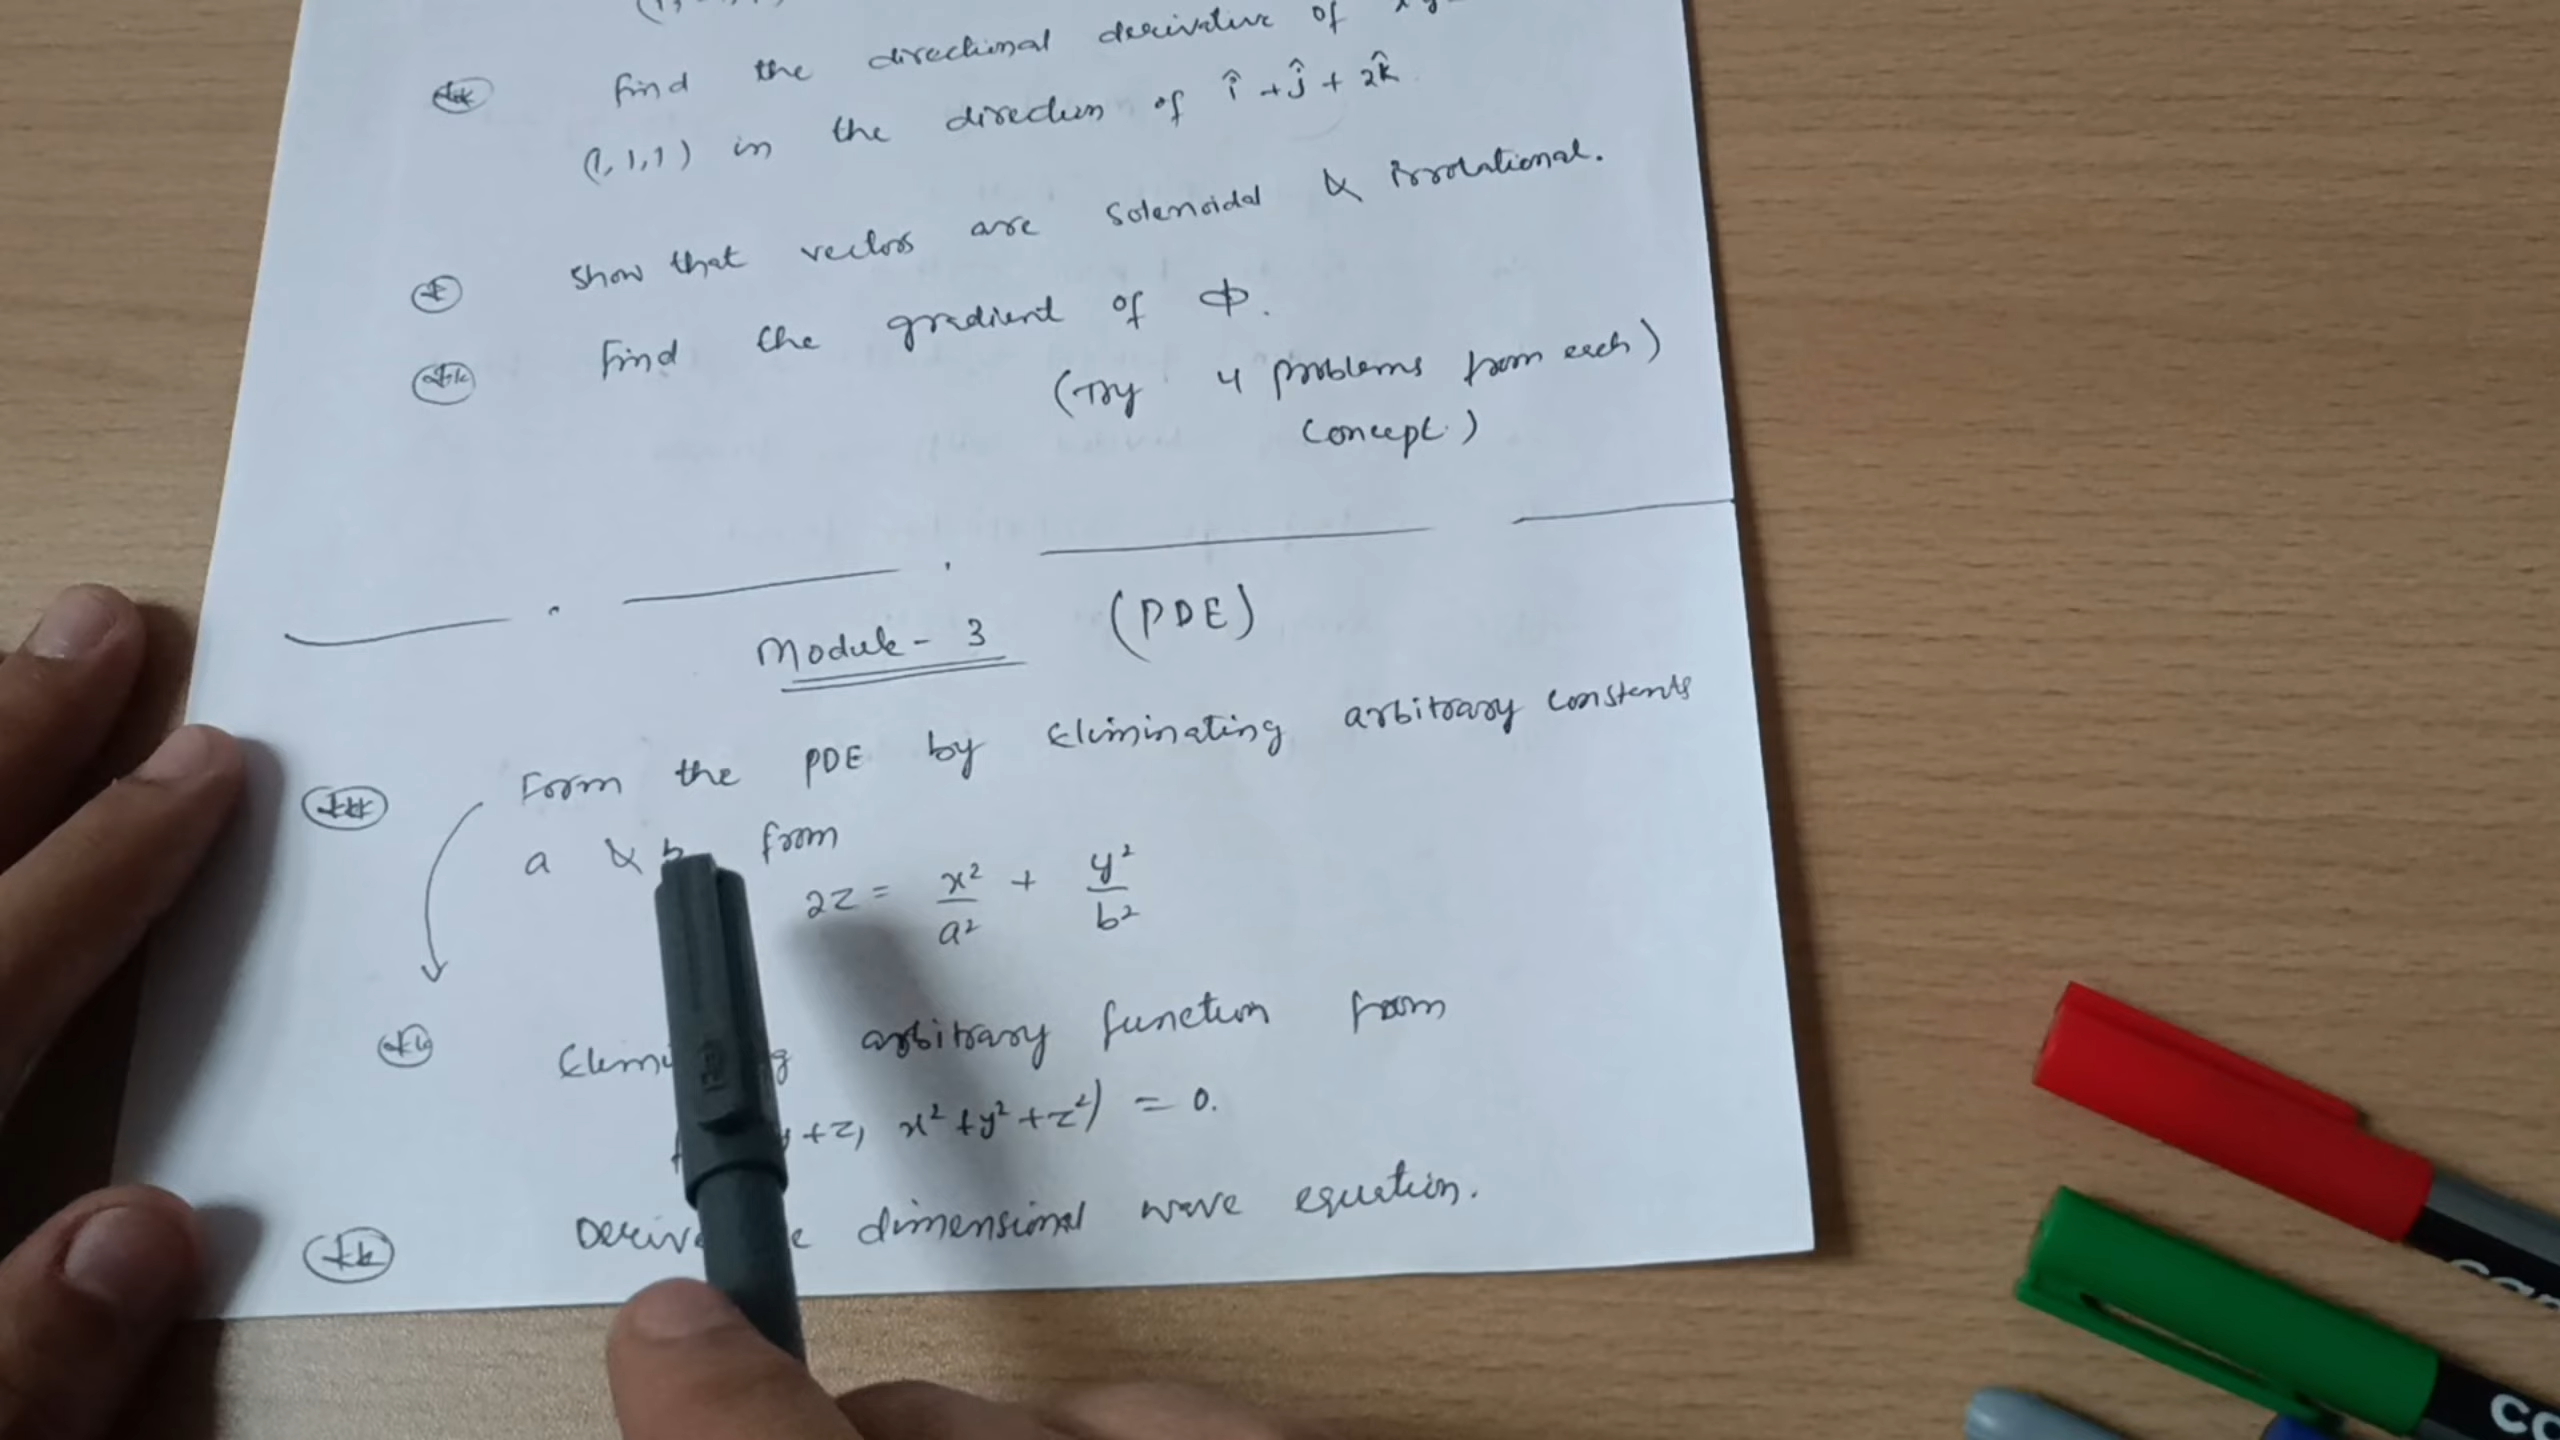 find the directional derivative of
(1,1,1) in the direction of î + ĵ + 2k̂
show that vectors are solenoidal & irrotational.
find the gradient of Φ.
(Try 4 problems from each)
concept.)
Module - 3 (PDE)
Form the PDE by Eliminating arbitrary constants
a & b from
2z = x²/a² + y²/b²
arbitrary function from
+z, x²+y²+z²) = 0.
dimensional wave equation.